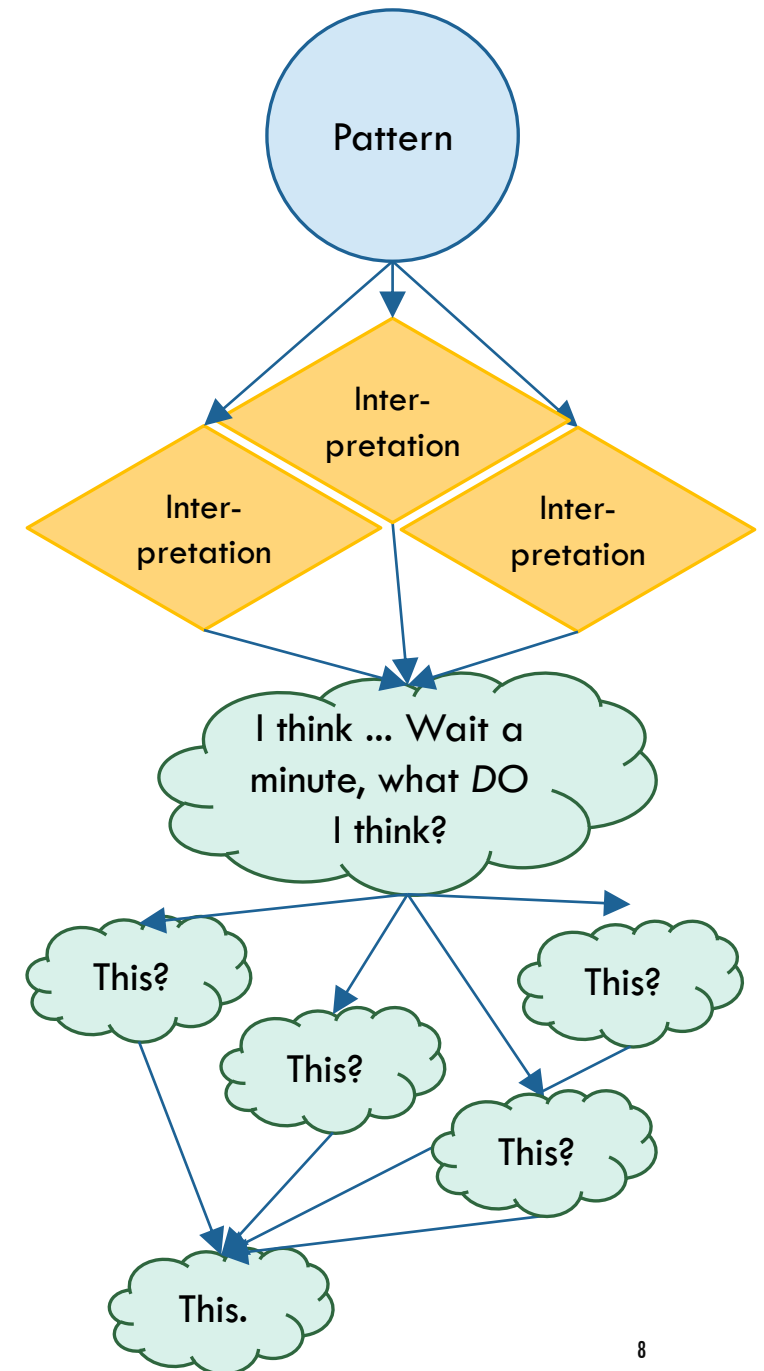 Pattern
Inter-
pretation
Inter-
pretation
Inter-
pretation
I think ... Wait a
minute, what DO
I think?
This?
This?
This?
This?
This.
8